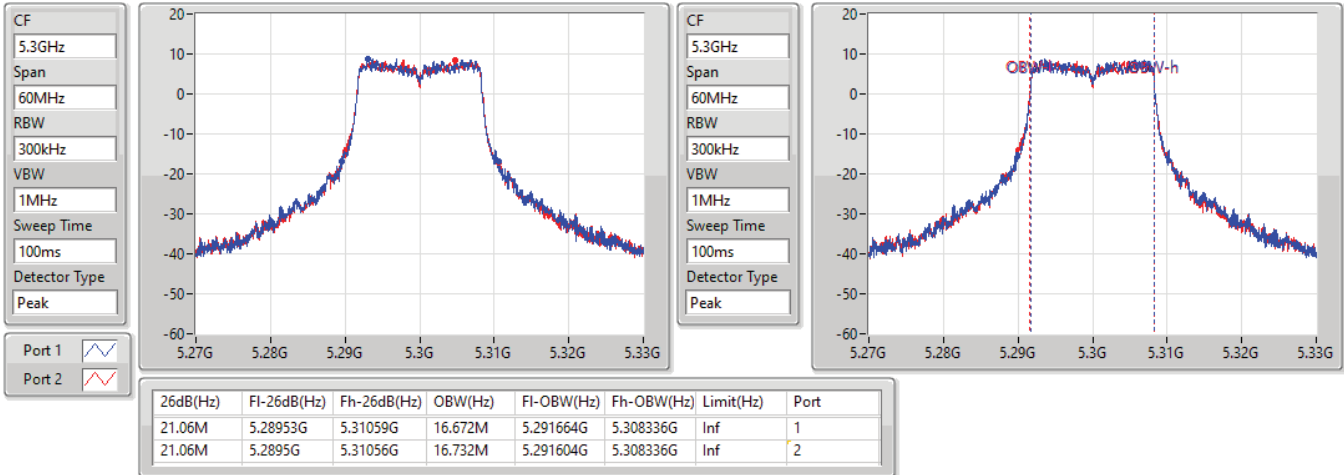 CF
5.3GHz
Span
60MHz
RBW
300kHz
VBW
1MHz
Sweep Time
100ms
Detector Type
Peak
Port 1
Port 2
20
10
0
-10
-20
-30
-40
-50
-60
5.27G 5.28G 5.29G 5.3G 5.31G 5.32G 5.33G
CF
5.3GHz
Span
60MHz
RBW
300kHz
VBW
1MHz
Sweep Time
100ms
Detector Type
Peak
20
10
0
-10
-20
-30
-40
-50
-60
5.27G 5.28G 5.29G 5.3G 5.31G 5.32G 5.33G
26dB(Hz) Fl-26dB(Hz) Fh-26dB(Hz) OBW(Hz) Fl-OBW(Hz) Fh-OBW(Hz) Limit(Hz) Port
21.06M 5.28953G 5.31059G 16.672M 5.291664G 5.308336G Inf 1
21.06M 5.2895G 5.31056G 16.732M 5.291604G 5.308336G Inf 2